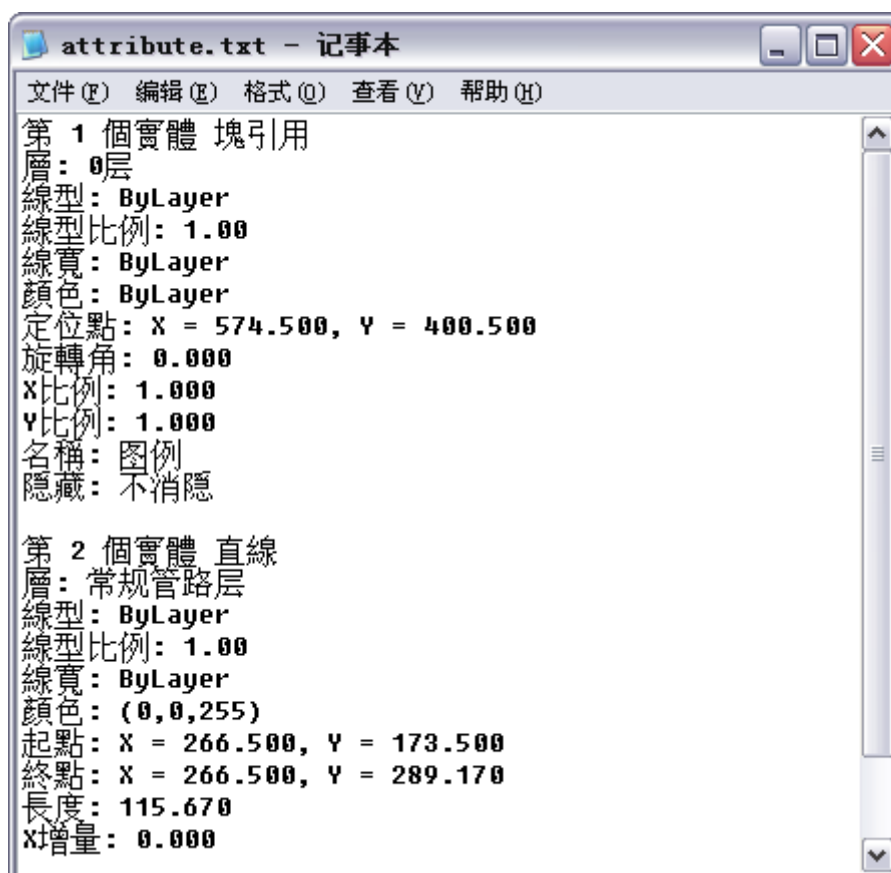 attribute.txt - 记事本
文件(F) 编辑(E) 格式(O) 查看(V) 帮助(H)
第 1 個實體 塊引用
層: 0层
線型: ByLayer
線型比例: 1.00
線寬: ByLayer
顏色: ByLayer
定位點: X = 574.500, Y = 400.500
旋轉角: 0.000
X比例: 1.000
Y比例: 1.000
名稱: 图例
隱藏: 不消隱
第 2 個實體 直線
層: 常规管路层
線型: ByLayer
線型比例: 1.00
線寬: ByLayer
顏色: (0,0,255)
起點: X = 266.500, Y = 173.500
終點: X = 266.500, Y = 289.170
長度: 115.670
X增量: 0.000